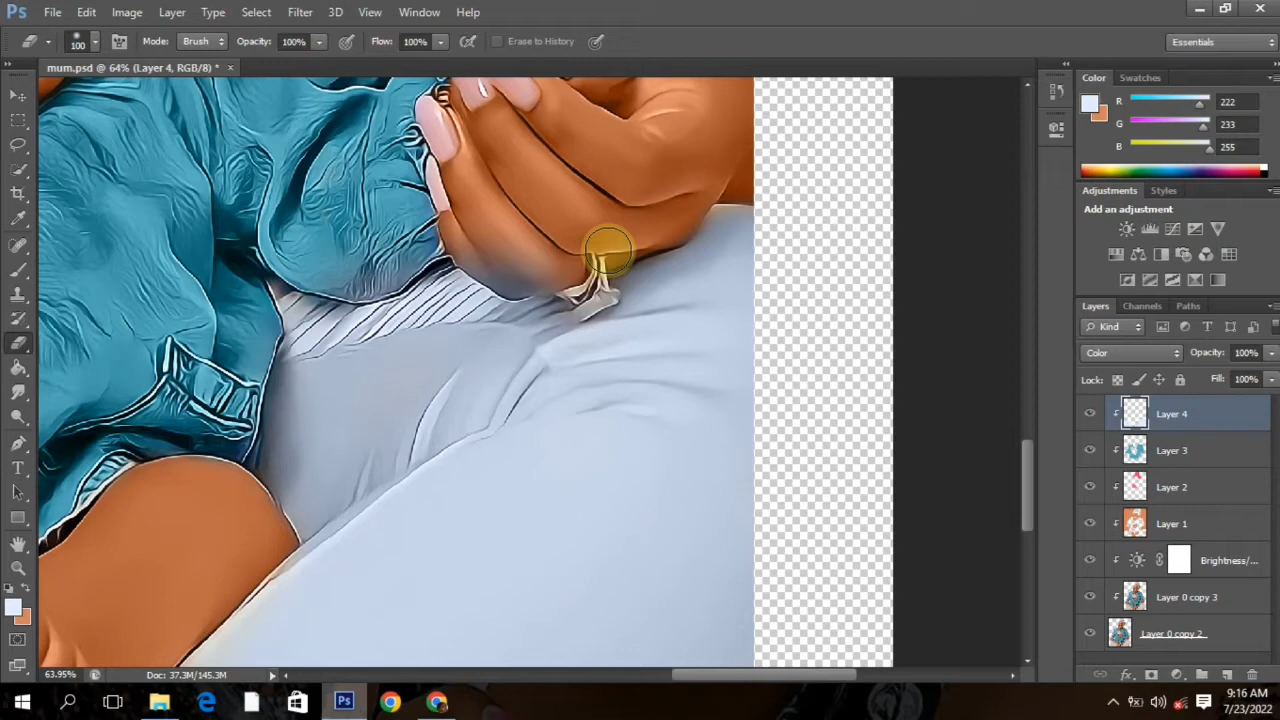 Ps File Edit Image Layer Type Select Filter 3D View Window Help
100 Mode: Brush Opacity: 100% Flow: 100% Erase to History Essentials
mum.psd @ 64% (Layer 4, RGB/8) * ×
Color Swatches
R 222
G 233
B 255
Adjustments Styles
Add an adjustment
Layers Channels Paths
Kind
Color Opacity: 100%
Lock: Fill: 100%
Layer 4
Layer 3
Layer 2
Layer 1
Brightness/...
Layer 0 copy 3
Layer 0 copy 2
63.95% Doc: 37.3M/145.3M
9:16 AM
7/23/2022